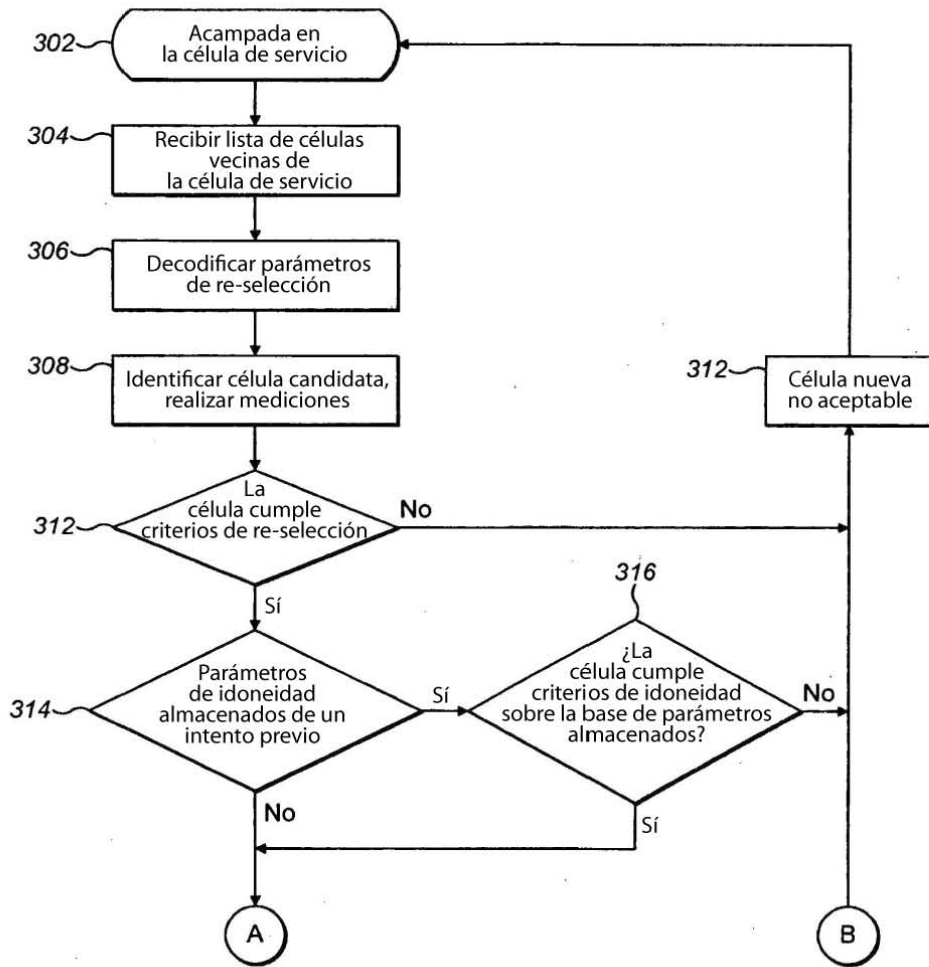 302
Acampada en
la célula de servicio
304
Recibir lista de células
vecinas de
la célula de servicio
306
Decodificar parámetros
de re-selección
308
Identificar célula candidata,
realizar mediciones
312
Célula nueva
no aceptable
312
La
célula cumple
criterios de re-selección
No
Sí
314
Parámetros
de idoneidad
almacenados de un
intento previo
Sí
316
¿La
célula cumple
criterios de idoneidad
sobre la base de parámetros
almacenados?
No
No
Sí
A
B